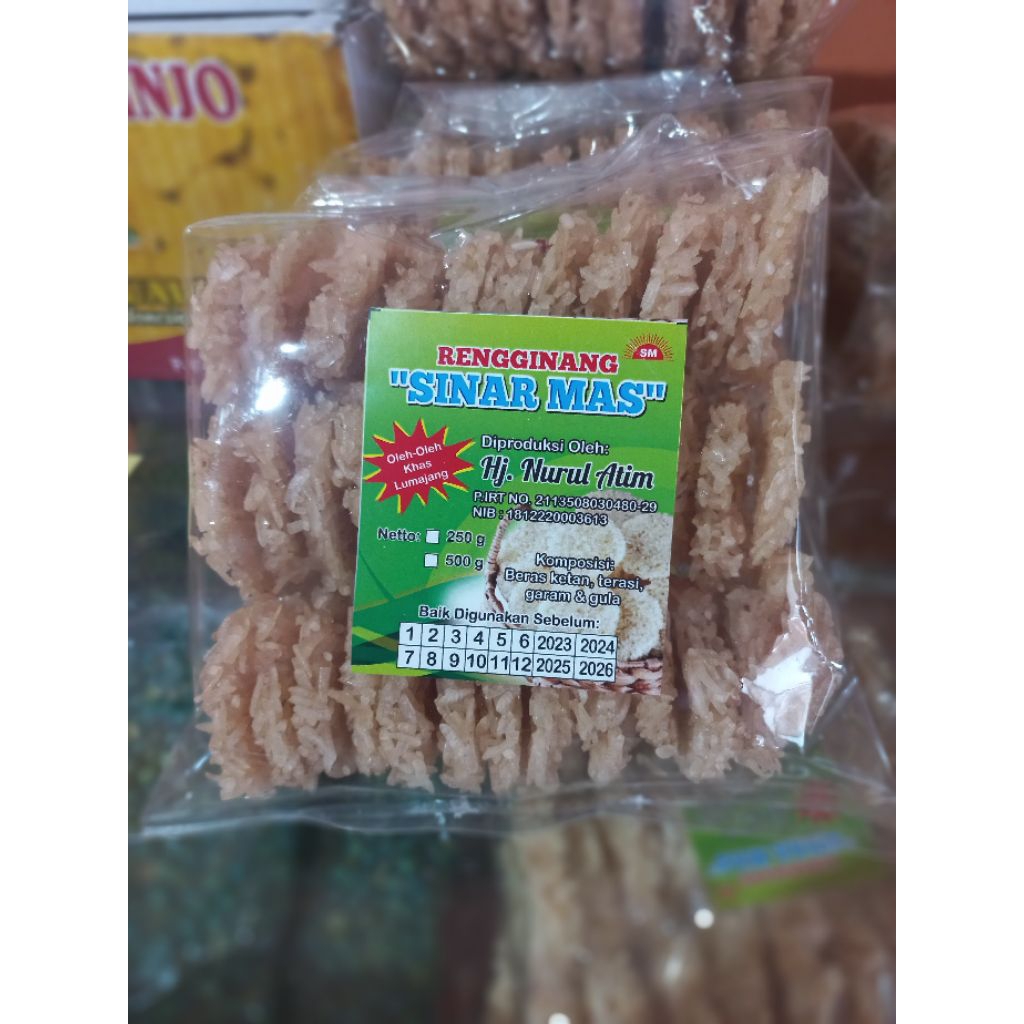 NJO
RENGGINANG
SM
"SINAR MAS"
Oleh-Oleh
Khas
Lumajang
Diproduksi Oleh:
Hj. Nurul Atim
P.IRT NO. 2113508030480-29
NIB : 1812220003613
Netto: 250 g
500 g
Komposisi:
Beras ketan, terasi,
garam & gula
Baik Digunakan Sebelum:
1 2 3 4 5 6 2023 2024
7 8 9 10 11 12 2025 2026